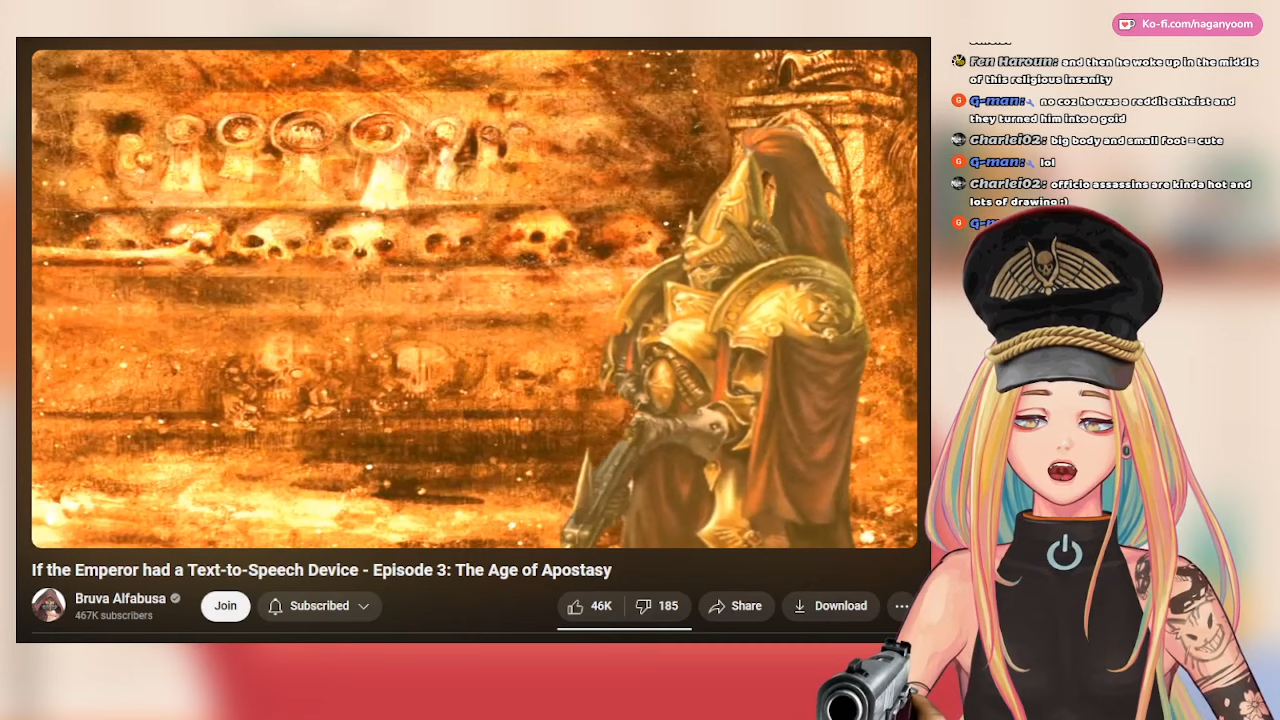 Ko-fi.com/naganyoom
Fen Haroun: and then he woke up in the middle
of this religious insanity
G G-man: no coz he was a reddit atheist and
they turned him into a goid
Charlei02: big body and small foot = cute
G G-man: lol
Charlei02: officio assassins are kinda hot and
lots of drawing :)
G
If the Emperor had a Text-to-Speech Device - Episode 3: The Age of Apostasy
Bruva Alfabusa
467K subscribers
Join
Subscribed
46K
185
Share
Download